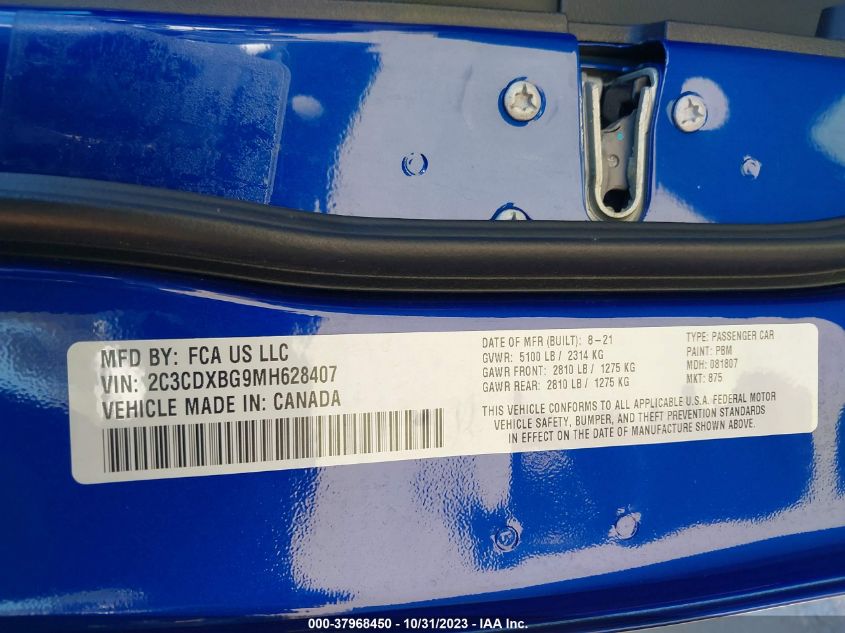 MFD BY: FCA US LLC
VIN: 2C3CDXBG9MH628407
VEHICLE MADE IN: CANADA
DATE OF MFR (BUILT): 8-21
GVWR: 5100 LB / 2314 KG
GAWR FRONT: 2810 LB / 1275 KG
GAWR REAR: 2810 LB / 1275 KG
TYPE: PASSENGER CAR
PAINT: PBM
MDH: 081807
MKT: 875
THIS VEHICLE CONFORMS TO ALL APPLICABLE U.S.A. FEDERAL MOTOR
VEHICLE SAFETY, BUMPER, AND THEFT PREVENTION STANDARDS
IN EFFECT ON THE DATE OF MANUFACTURE SHOWN ABOVE.
000-37968450 - 10/31/2023 - IAA Inc.